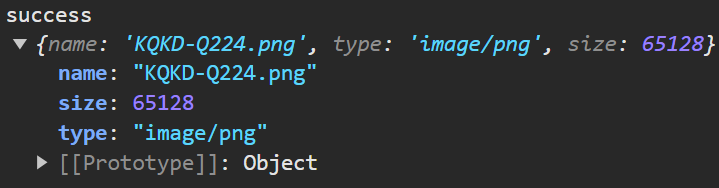 success
▼ {name: 'KQKD-Q224.png', type: 'image/png', size: 65128}
name: "KQKD-Q224.png"
size: 65128
type: "image/png"
▶ [[Prototype]]: Object